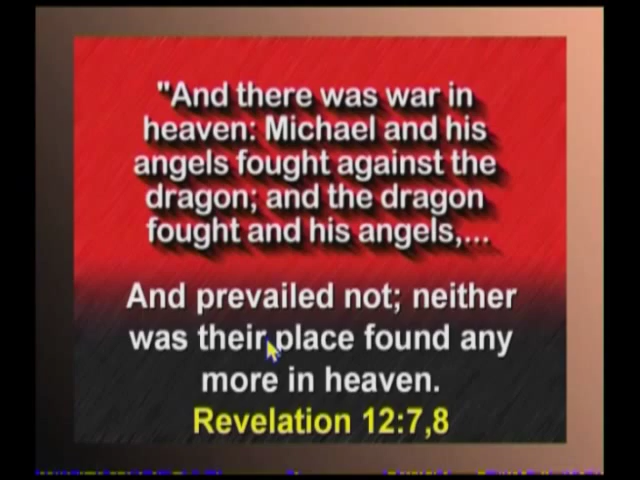 "And there was war in
heaven: Michael and his
angels fought against the
dragon; and the dragon
fought and his angels,...
And prevailed not; neither
was their place found any
more in heaven.
Revelation 12:7,8